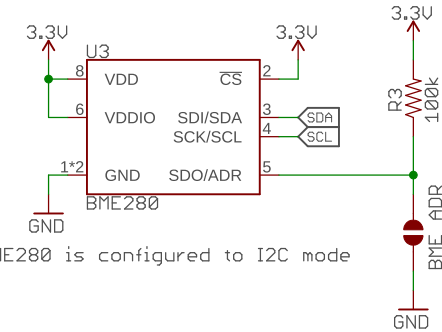 3.3V
3.3V
3.3V
U3
8 VDD
CS 2
6 VDDIO
SDI/SDA 3 SDA
SCK/SCL 4 SCL
1*2 GND
SDO/ADR 5
BME280
GND
R3
100k
BME ADR
ME280 is configured to I2C mode
GND